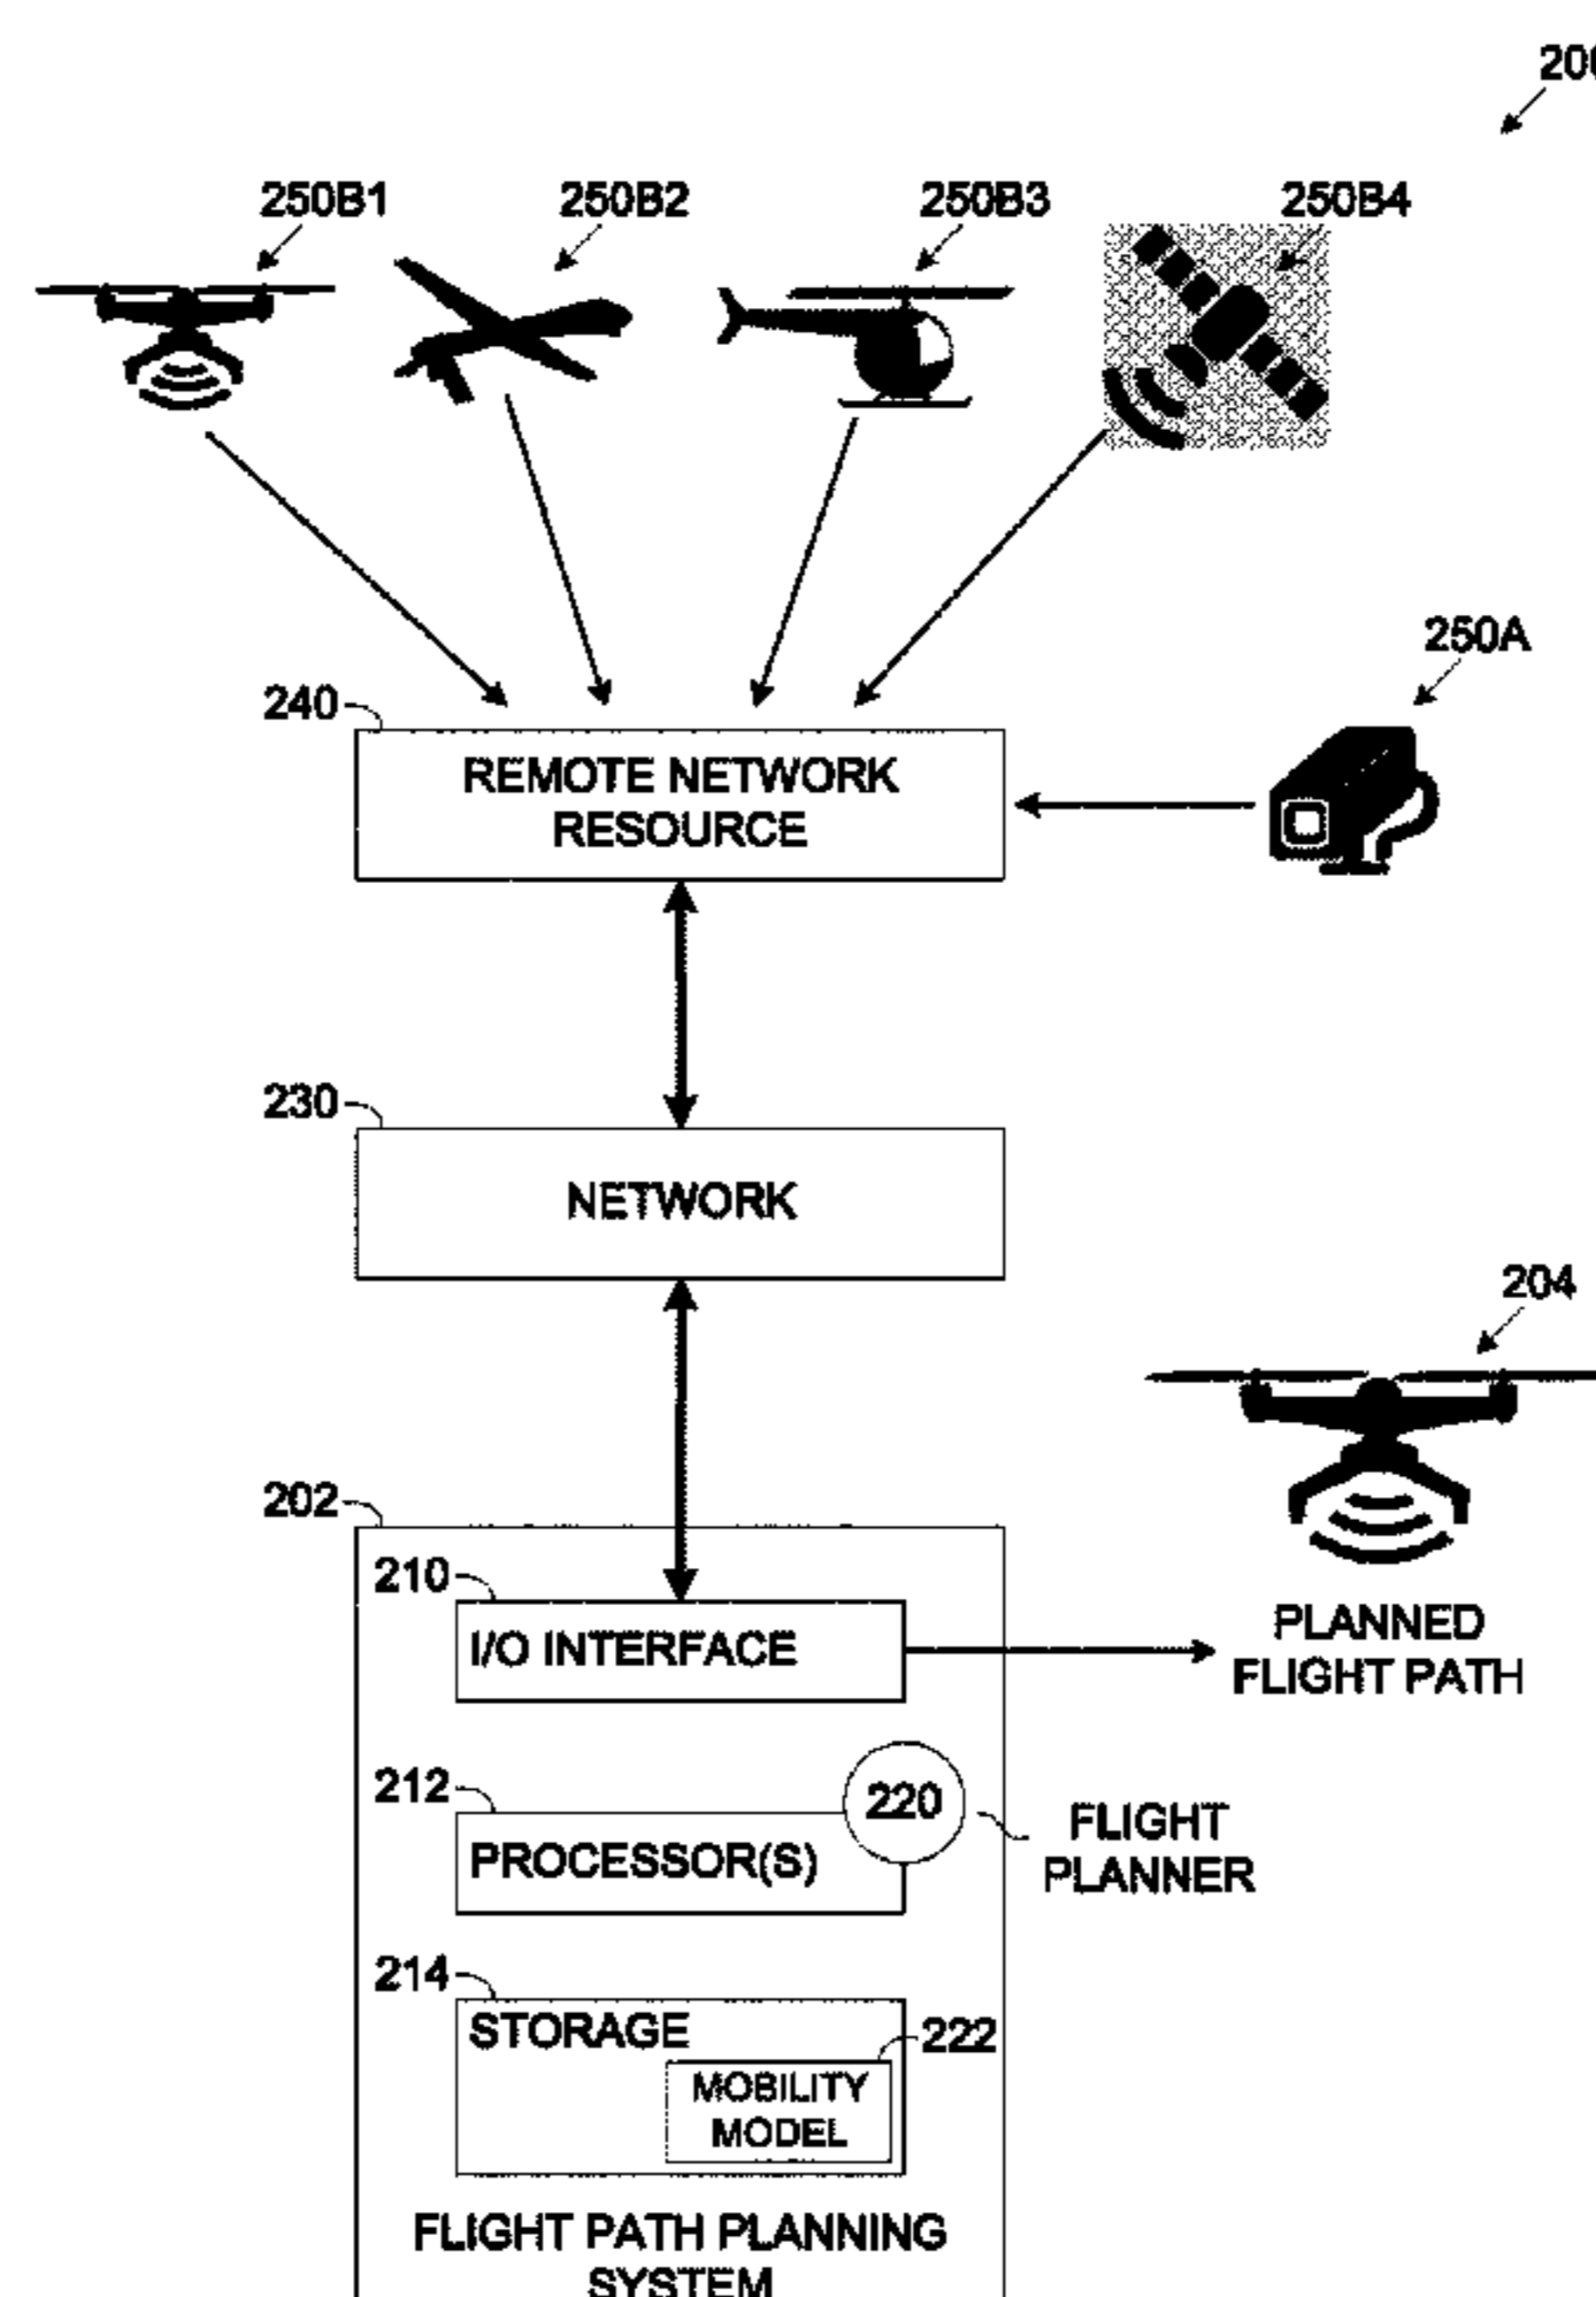 200
250B1 250B2 250B3 250B4
250A
240
REMOTE NETWORK
RESOURCE
230
NETWORK
204
202
210
I/O INTERFACE
PLANNED
FLIGHT PATH
212
220
PROCESSOR(S)
FLIGHT
PLANNER
214
STORAGE
222
MOBILITY
MODEL
FLIGHT PATH PLANNING
SYSTEM